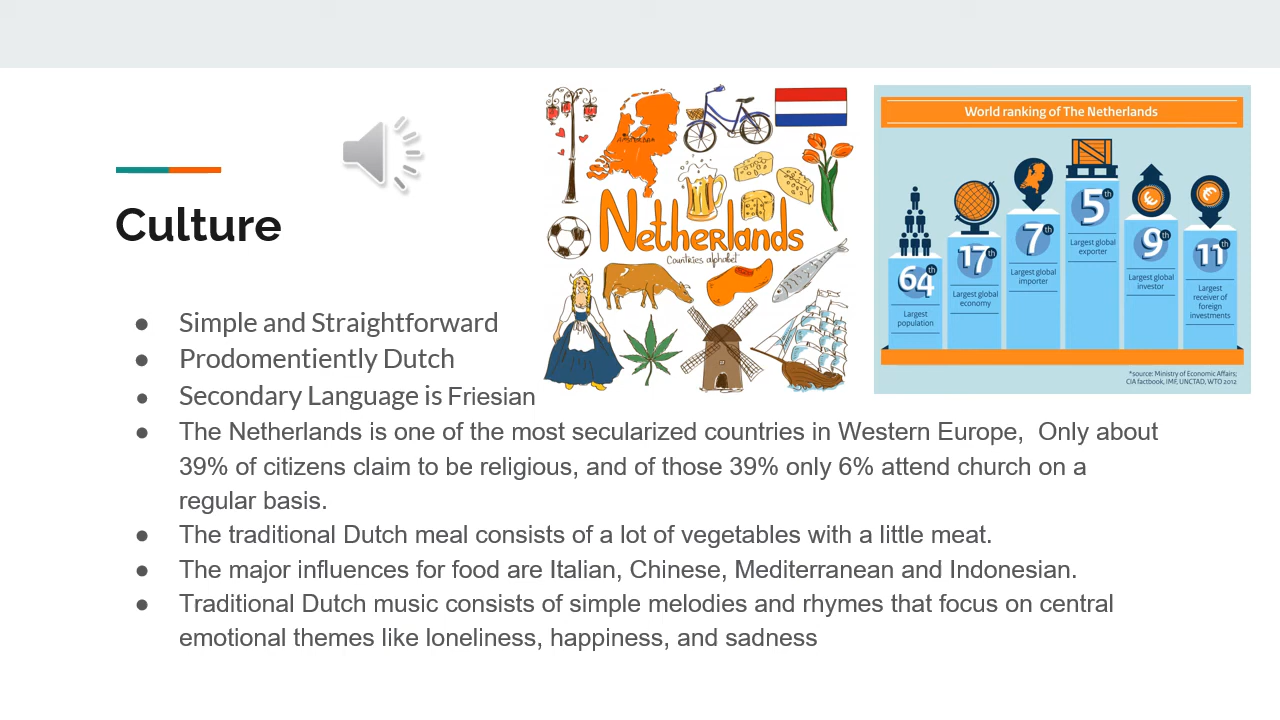 Culture
● Simple and Straightforward
● Prodomentiently Dutch
● Secondary Language is Friesian
● The Netherlands is one of the most secularized countries in Western Europe,  Only about
39% of citizens claim to be religious, and of those 39% only 6% attend church on a
regular basis.
● The traditional Dutch meal consists of a lot of vegetables with a little meat.
● The major influences for food are Italian, Chinese, Mediterranean and Indonesian.
● Traditional Dutch music consists of simple melodies and rhymes that focus on central
emotional themes like loneliness, happiness, and sadness
AMSTERDAM
Netherlands
Countries alphabet
World ranking of The Netherlands
64th
Largest
population
17th
Largest global
economy
7th
Largest global
importer
5th
Largest global
exporter
€
9th
Largest global
investor
€
11th
Largest
receiver of
foreign
investments
*source: Ministry of Economic Affairs;
CIA factbook, IMF, UNCTAD, WTO 2012